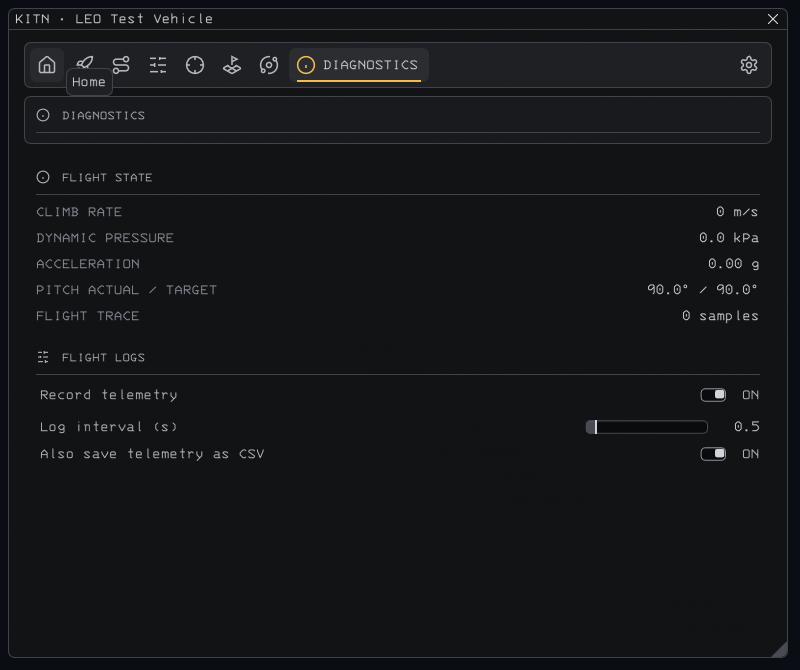 KITN · LEO Test Vehicle
DIAGNOSTICS
Home
DIAGNOSTICS
FLIGHT STATE
CLIMB RATE 0 m/s
DYNAMIC PRESSURE 0.0 kPa
ACCELERATION 0.00 g
PITCH ACTUAL / TARGET 90.0° / 90.0°
FLIGHT TRACE 0 samples
FLIGHT LOGS
Record telemetry ON
Log interval (s) 0.5
Also save telemetry as CSV ON